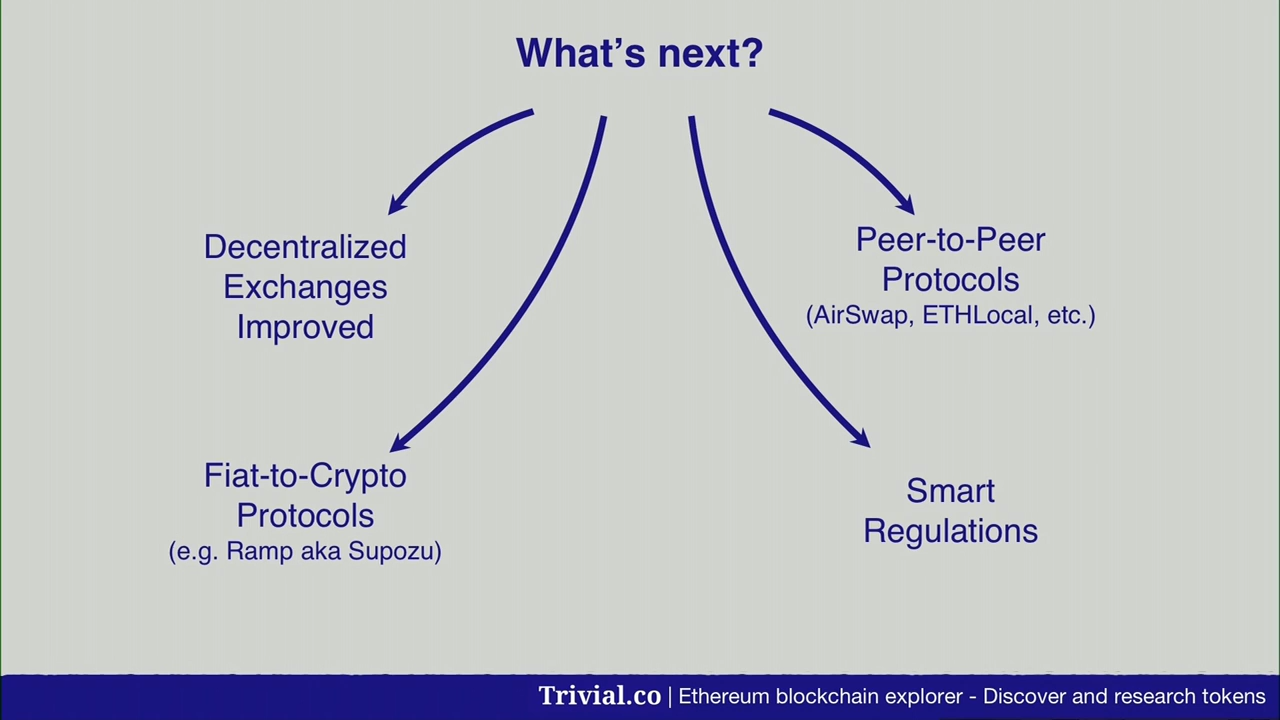 What's next?
Decentralized
Exchanges
Improved
Peer-to-Peer
Protocols
(AirSwap, ETHLocal, etc.)
Fiat-to-Crypto
Protocols
(e.g. Ramp aka Supozu)
Smart
Regulations
Trivial.co | Ethereum blockchain explorer - Discover and research tokens